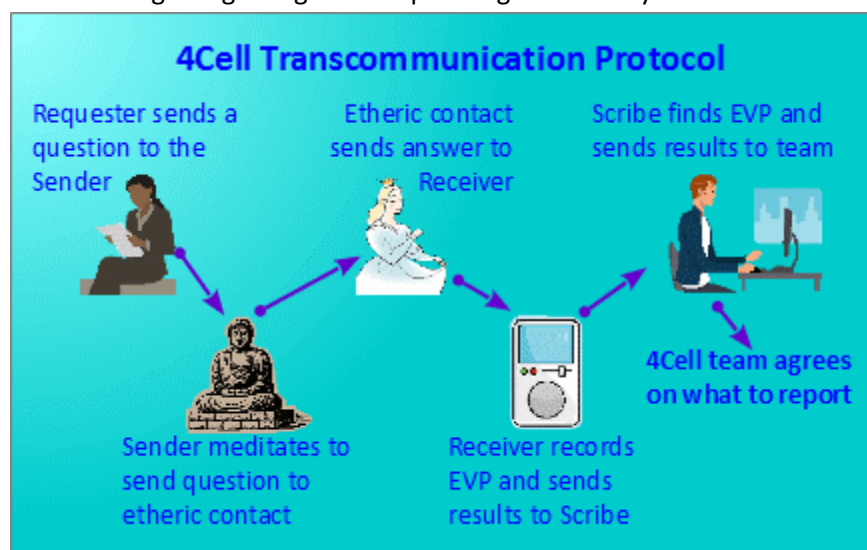 4Cell Transcommunication Protocol
Requester sends a
question to the
Sender
Etheric contact
sends answer to
Receiver
Scribe finds EVP and
sends results to team
4Cell team agrees
on what to report
Sender meditates to
send question to
etheric contact
Receiver records
EVP and sends
results to Scribe